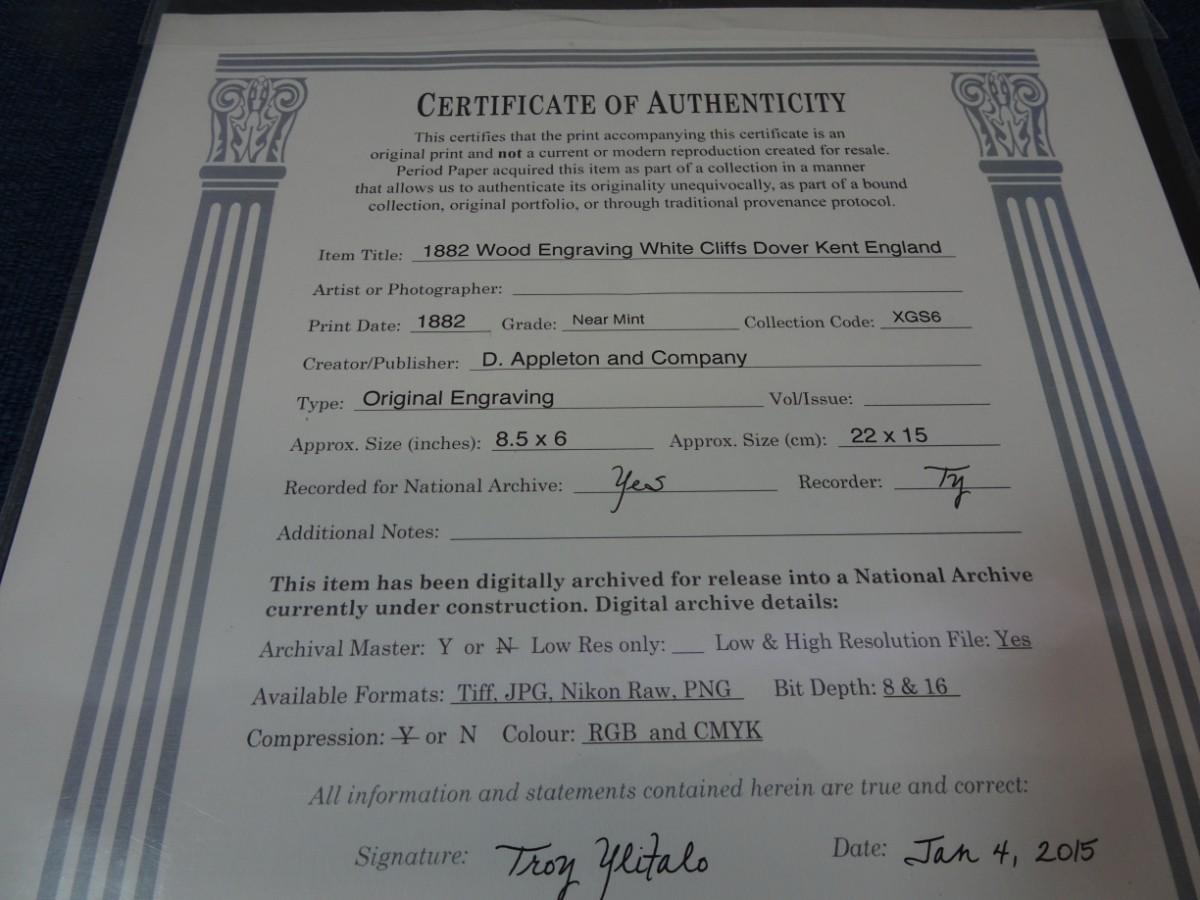 CERTIFICATE OF AUTHENTICITY
This certifies that the print accompanying this certificate is an
original print and not a current or modern reproduction created for resale.
Period Paper acquired this item as part of a collection in a manner
that allows us to authenticate its originality unequivocally, as part of a bound
collection, original portfolio, or through traditional provenance protocol.
Item Title: 1882 Wood Engraving White Cliffs Dover Kent England
Artist or Photographer:
Print Date: 1882 Grade: Near Mint Collection Code: XGS6
Creator/Publisher: D. Appleton and Company
Type: Original Engraving Vol/Issue:
Approx. Size (inches): 8.5 x 6 Approx. Size (cm): 22 x 15
Recorded for National Archive: Yes Recorder: Ty
Additional Notes:
This item has been digitally archived for release into a National Archive
currently under construction. Digital archive details:
Archival Master: Y or N Low Res only: Low & High Resolution File: Yes
Available Formats: Tiff, JPG, Nikon Raw, PNG Bit Depth: 8 & 16
Compression: Y or N Colour: RGB and CMYK
All information and statements contained herein are true and correct:
Signature: Troy Ylitalo Date: Jan 4, 2015